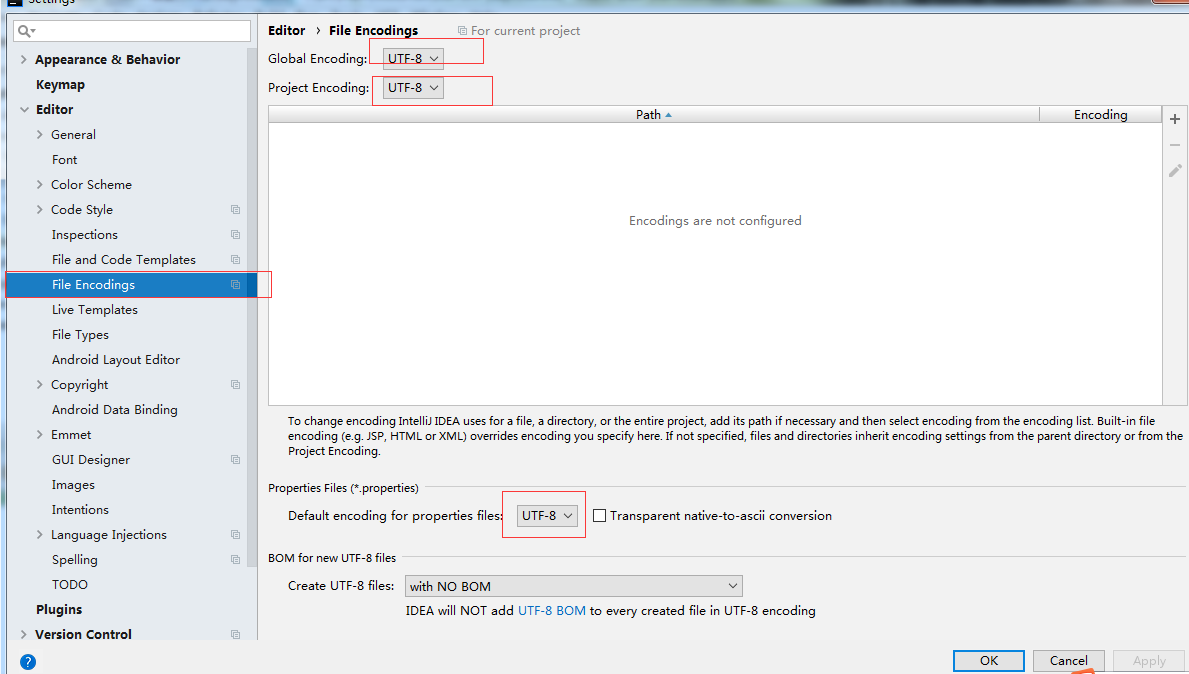 Settings
Editor › File Encodings For current project
Global Encoding: UTF-8
Project Encoding: UTF-8
Path Encoding
Encodings are not configured
Appearance & Behavior
Keymap
Editor
General
Font
Color Scheme
Code Style
Inspections
File and Code Templates
File Encodings
Live Templates
File Types
Android Layout Editor
Copyright
Android Data Binding
Emmet
GUI Designer
Images
Intentions
Language Injections
Spelling
TODO
Plugins
Version Control
To change encoding IntelliJ IDEA uses for a file, a directory, or the entire project, add its path if necessary and then select encoding from the encoding list. Built-in file
encoding (e.g. JSP, HTML or XML) overrides encoding you specify here. If not specified, files and directories inherit encoding settings from the parent directory or from the
Project Encoding.
Properties Files (*.properties)
Default encoding for properties files: UTF-8 Transparent native-to-ascii conversion
BOM for new UTF-8 files
Create UTF-8 files: with NO BOM
IDEA will NOT add UTF-8 BOM to every created file in UTF-8 encoding
?
OK Cancel Apply